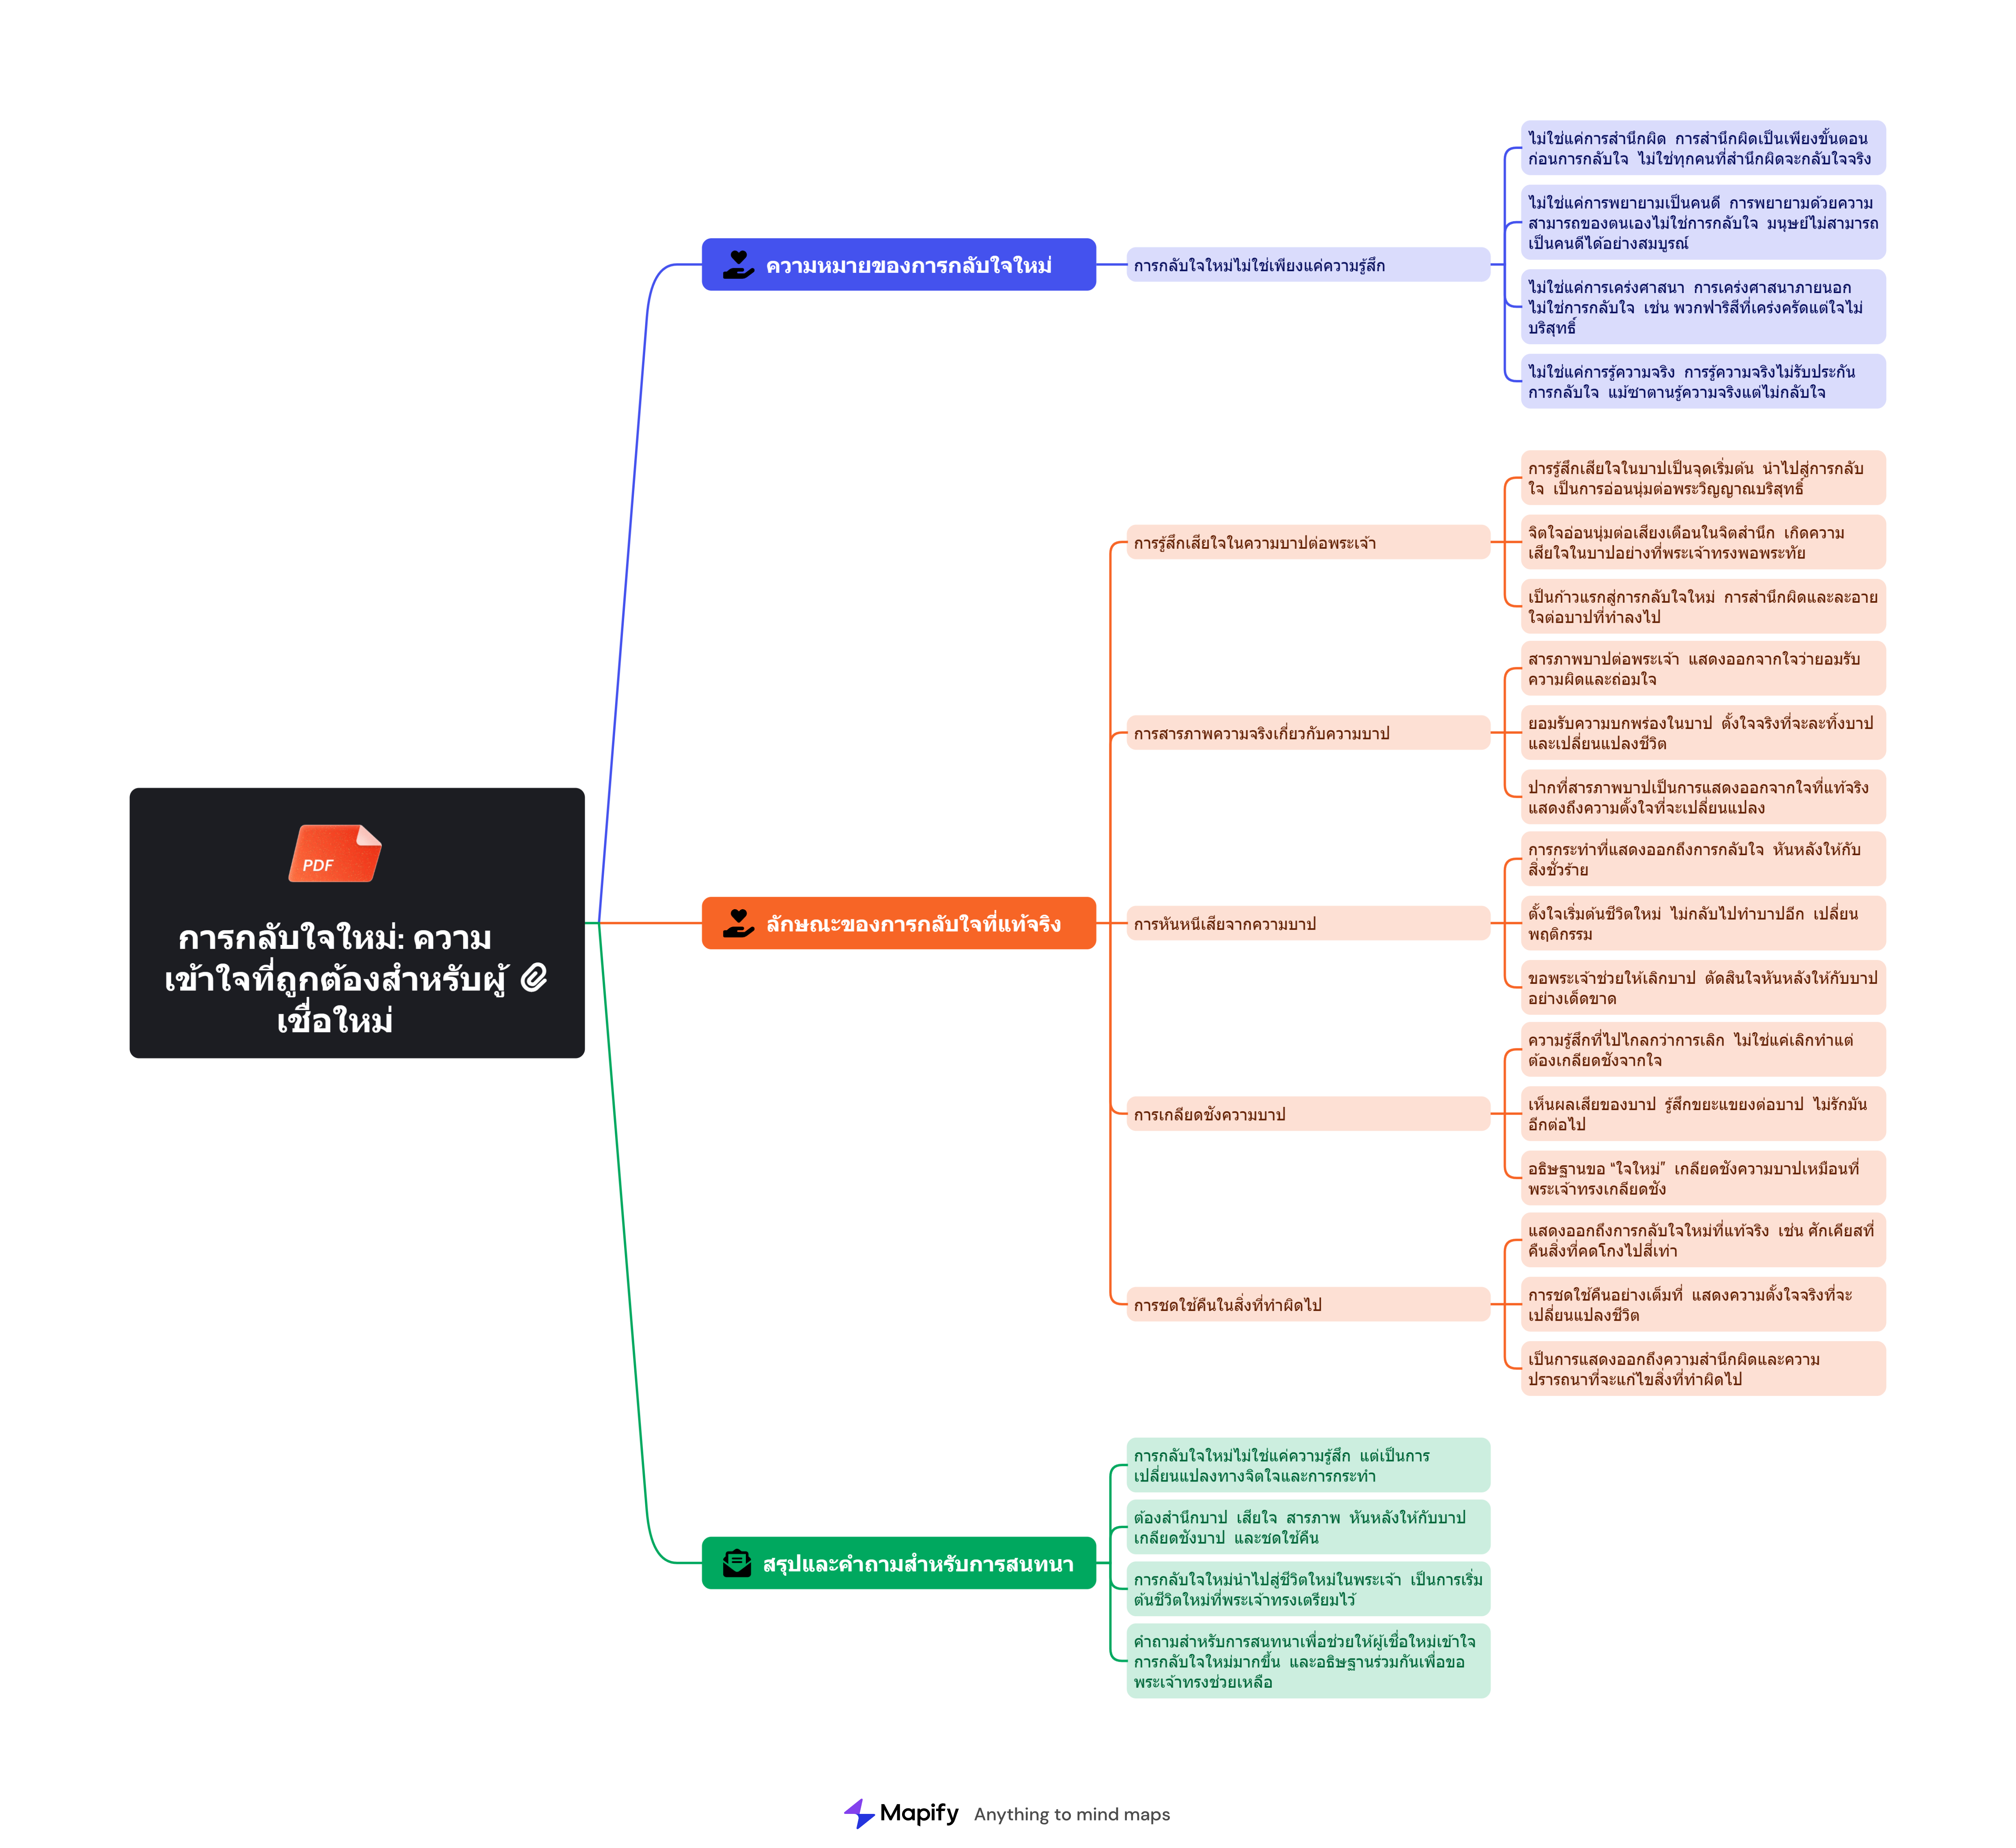 PDF
การกลับใจใหม่: ความ
เข้าใจที่ถูกต้องสำหรับผู้
เชื่อใหม่
ความหมายของการกลับใจใหม่
การกลับใจใหม่ไม่ใช่เพียงแค่ความรู้สึก
ไม่ใช่แค่การสำนึกผิด การสำนึกผิดเป็นเพียงขั้นตอน
ก่อนการกลับใจ ไม่ใช่ทุกคนที่สำนึกผิดจะกลับใจจริง
ไม่ใช่แค่การพยายามเป็นคนดี การพยายามด้วยความ
สามารถของตนเองไม่ใช่การกลับใจ มนุษย์ไม่สามารถ
เป็นคนดีได้อย่างสมบูรณ์
ไม่ใช่แค่การเคร่งศาสนา การเคร่งศาสนาภายนอก
ไม่ใช่การกลับใจ เช่น พวกฟาริสีที่เคร่งครัดแต่ใจไม่
บริสุทธิ์
ไม่ใช่แค่การรู้ความจริง การรู้ความจริงไม่รับประกัน
การกลับใจ แม้ซาตานรู้ความจริงแต่ไม่กลับใจ
ลักษณะของการกลับใจที่แท้จริง
การรู้สึกเสียใจในความบาปต่อพระเจ้า
การรู้สึกเสียใจในบาปเป็นจุดเริ่มต้น นำไปสู่การกลับ
ใจ เป็นการอ่อนนุ่มต่อพระวิญญาณบริสุทธิ์
จิตใจอ่อนนุ่มต่อเสียงเตือนในจิตสำนึก เกิดความ
เสียใจในบาปอย่างที่พระเจ้าทรงพอพระทัย
เป็นก้าวแรกสู่การกลับใจใหม่ การสำนึกผิดและละอาย
ใจต่อบาปที่ทำลงไป
การสารภาพความจริงเกี่ยวกับความบาป
สารภาพบาปต่อพระเจ้า แสดงออกจากใจว่ายอมรับ
ความผิดและถ่อมใจ
ยอมรับความบกพร่องในบาป ตั้งใจจริงที่จะละทิ้งบาป
และเปลี่ยนแปลงชีวิต
ปากที่สารภาพบาปเป็นการแสดงออกจากใจที่แท้จริง
แสดงถึงความตั้งใจที่จะเปลี่ยนแปลง
การหันหนีเสียจากความบาป
การกระทำที่แสดงออกถึงการกลับใจ หันหลังให้กับ
สิ่งชั่วร้าย
ตั้งใจเริ่มต้นชีวิตใหม่ ไม่กลับไปทำบาปอีก เปลี่ยน
พฤติกรรม
ขอพระเจ้าช่วยให้เลิกบาป ตัดสินใจหันหลังให้กับบาป
อย่างเด็ดขาด
การเกลียดชังความบาป
ความรู้สึกที่ไปไกลกว่าการเลิก ไม่ใช่แค่เลิกทำแต่
ต้องเกลียดชังจากใจ
เห็นผลเสียของบาป รู้สึกขยะแขยงต่อบาป ไม่รักมัน
อีกต่อไป
อธิษฐานขอ “ใจใหม่” เกลียดชังความบาปเหมือนที่
พระเจ้าทรงเกลียดชัง
การชดใช้คืนในสิ่งที่ทำผิดไป
แสดงออกถึงการกลับใจใหม่ที่แท้จริง เช่น ศักเคียสที่
คืนสิ่งที่คดโกงไปสี่เท่า
การชดใช้คืนอย่างเต็มที่ แสดงความตั้งใจจริงที่จะ
เปลี่ยนแปลงชีวิต
เป็นการแสดงออกถึงความสำนึกผิดและความ
ปรารถนาที่จะแก้ไขสิ่งที่ทำผิดไป
สรุปและคำถามสำหรับการสนทนา
การกลับใจใหม่ไม่ใช่แค่ความรู้สึก แต่เป็นการ
เปลี่ยนแปลงทางจิตใจและการกระทำ
ต้องสำนึกบาป เสียใจ สารภาพ หันหลังให้กับบาป
เกลียดชังบาป และชดใช้คืน
การกลับใจใหม่นำไปสู่ชีวิตใหม่ในพระเจ้า เป็นการเริ่ม
ต้นชีวิตใหม่ที่พระเจ้าทรงเตรียมไว้
คำถามสำหรับการสนทนาเพื่อช่วยให้ผู้เชื่อใหม่เข้าใจ
การกลับใจใหม่มากขึ้น และอธิษฐานร่วมกันเพื่อขอ
พระเจ้าทรงช่วยเหลือ
Mapify Anything to mind maps